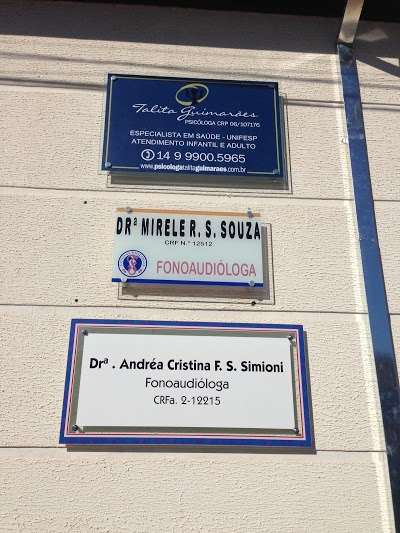 Talita Guimarães
PSICÓLOGA CRP 06/107176
ESPECIALISTA EM SAÚDE - UNIFESP
ATENDIMENTO INFANTIL E ADULTO
14 9 9900.5965
www.psicologatalitaguimaraes.com.br
DRª MIRELE R. S. SOUZA
CRF N.° 12512
FONOAUDIÓLOGA
Drª . Andréa Cristina F. S. Simioni
Fonoaudióloga
CRFa. 2-12215